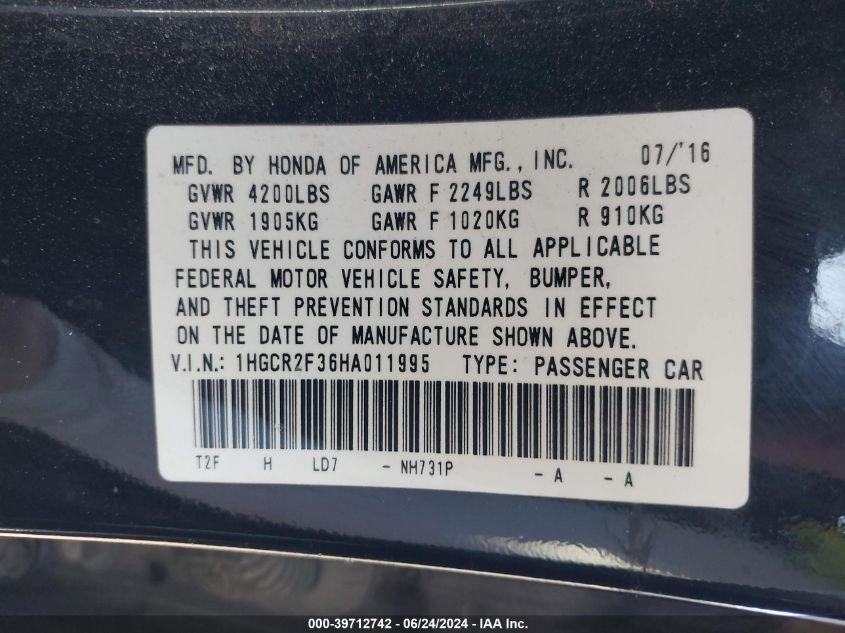 MFD. BY HONDA OF AMERICA MFG., INC. 07/'16
GVWR 4200LBS GAWR F 2249LBS R 2006LBS
GVWR 1905KG GAWR F 1020KG R 910KG
THIS VEHICLE CONFORMS TO ALL APPLICABLE
FEDERAL MOTOR VEHICLE SAFETY, BUMPER,
AND THEFT PREVENTION STANDARDS IN EFFECT
ON THE DATE OF MANUFACTURE SHOWN ABOVE.
V.I.N.: 1HGCR2F36HA011995 TYPE: PASSENGER CAR
T2F H LD7 - NH731P - A - A
000-39712742 / 06/24/2024 - IAA Inc.